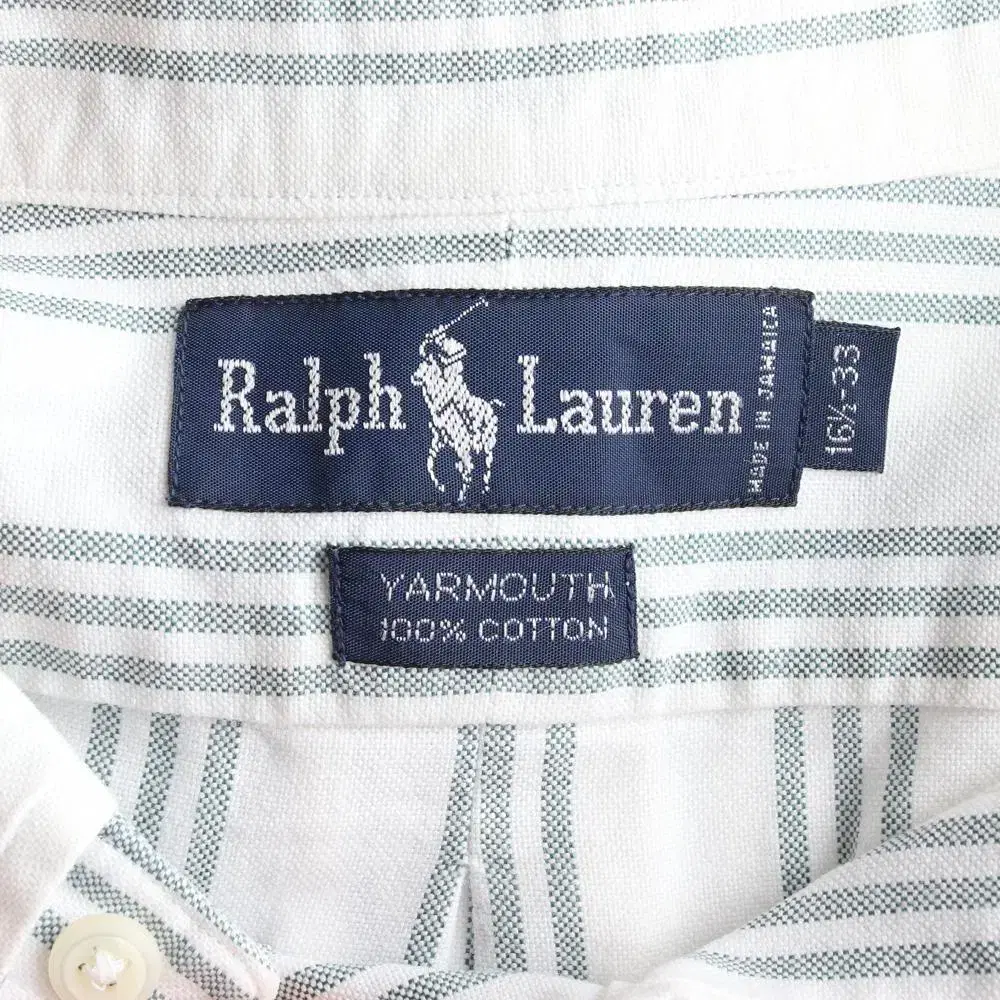 Ralph Lauren
MADE IN JAMAICA
16½-33
YARMOUTH
100% COTTON